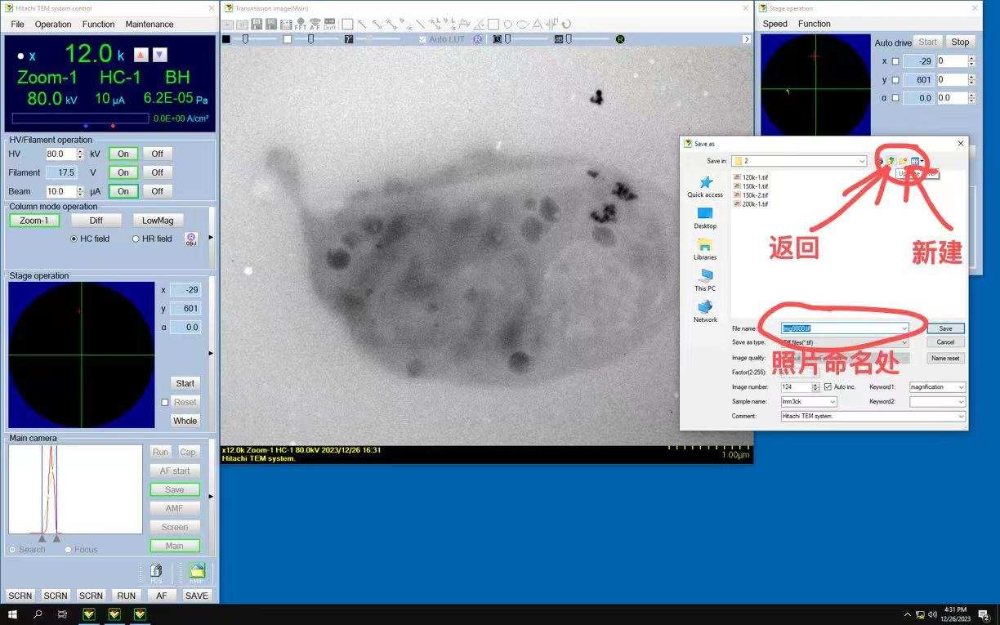 Hitachi TEM system control
File Operation Function Maintenance
x 12.0 k
Zoom-1 HC-1 BH
80.0 kV 10 µA 6.2E-05 Pa
0.0E+00 A/cm²
HV/Filament operation
HV 80.0 kV On Off
Filament 17.5 V On Off
Beam 10.0 µA On Off
Column mode operation
Zoom-1 Diff LowMag
HC field HR field R OBJ
Stage operation
x -29
y 601
α 0.0
Start
Reset
Whole
Main camera
Run Cap.
AF start
Save
AMF
Screen
Main
Search Focus
PDS EMIP
SCRN SCRN SCRN RUN AF SAVE
Transmission image(Main)
FFT A F Drift
Auto LUT R dB R
x12.0k Zoom-1 HC-1 80.0kV 2023/12/26 16:31
Hitachi TEM system.
1.00µm
Stage operation
Speed Function
Auto drive Start Stop
x -29 0
y 601 0
α 0.0 0.0
Save as
Save in: 2
Quick access
Desktop
Libraries
This PC
Network
120k-1.tif
150k-1.tif
150k-2.tif
200k-1.tif
返回
新建
File name: Img0000.tif Save
Save as type: Tiff files(*.tif) Cancel
照片命名处
Image quality: Name reset
Factor(2-255):
Image number: 124 Auto inc. Keyword1: magnification
Sample name: lmm3ck Keyword2:
Comment: Hitachi TEM system.
4:31 PM
12/26/2023
2